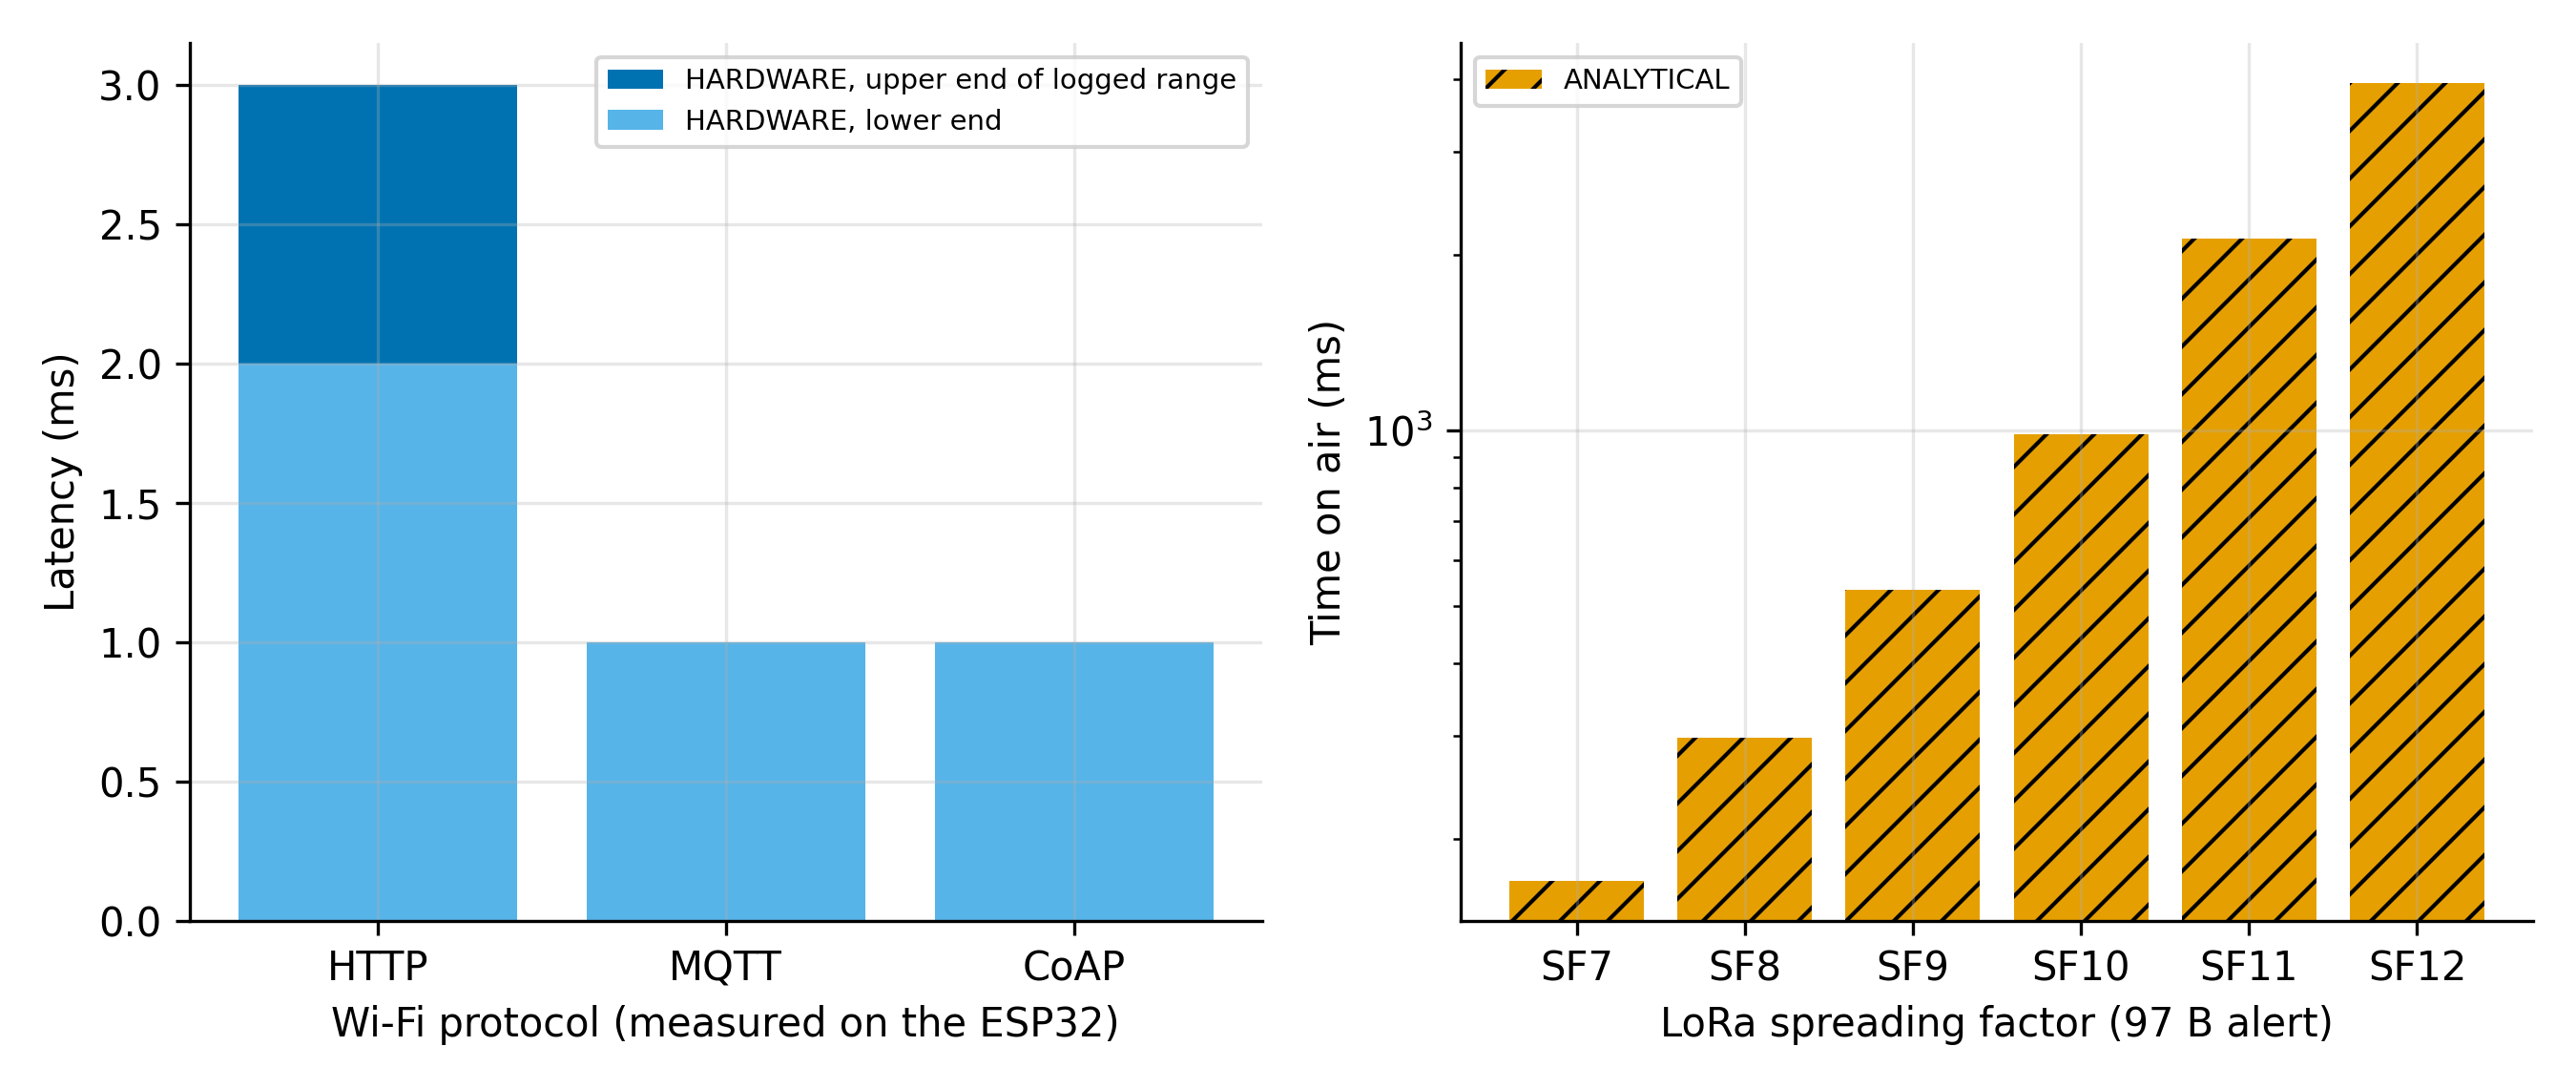 HARDWARE, upper end of logged range
HARDWARE, lower end
Latency (ms)
3.0
2.5
2.0
1.5
1.0
0.5
0.0
HTTP MQTT CoAP
Wi-Fi protocol (measured on the ESP32)
ANALYTICAL
Time on air (ms)
10³
SF7 SF8 SF9 SF10 SF11 SF12
LoRa spreading factor (97 B alert)